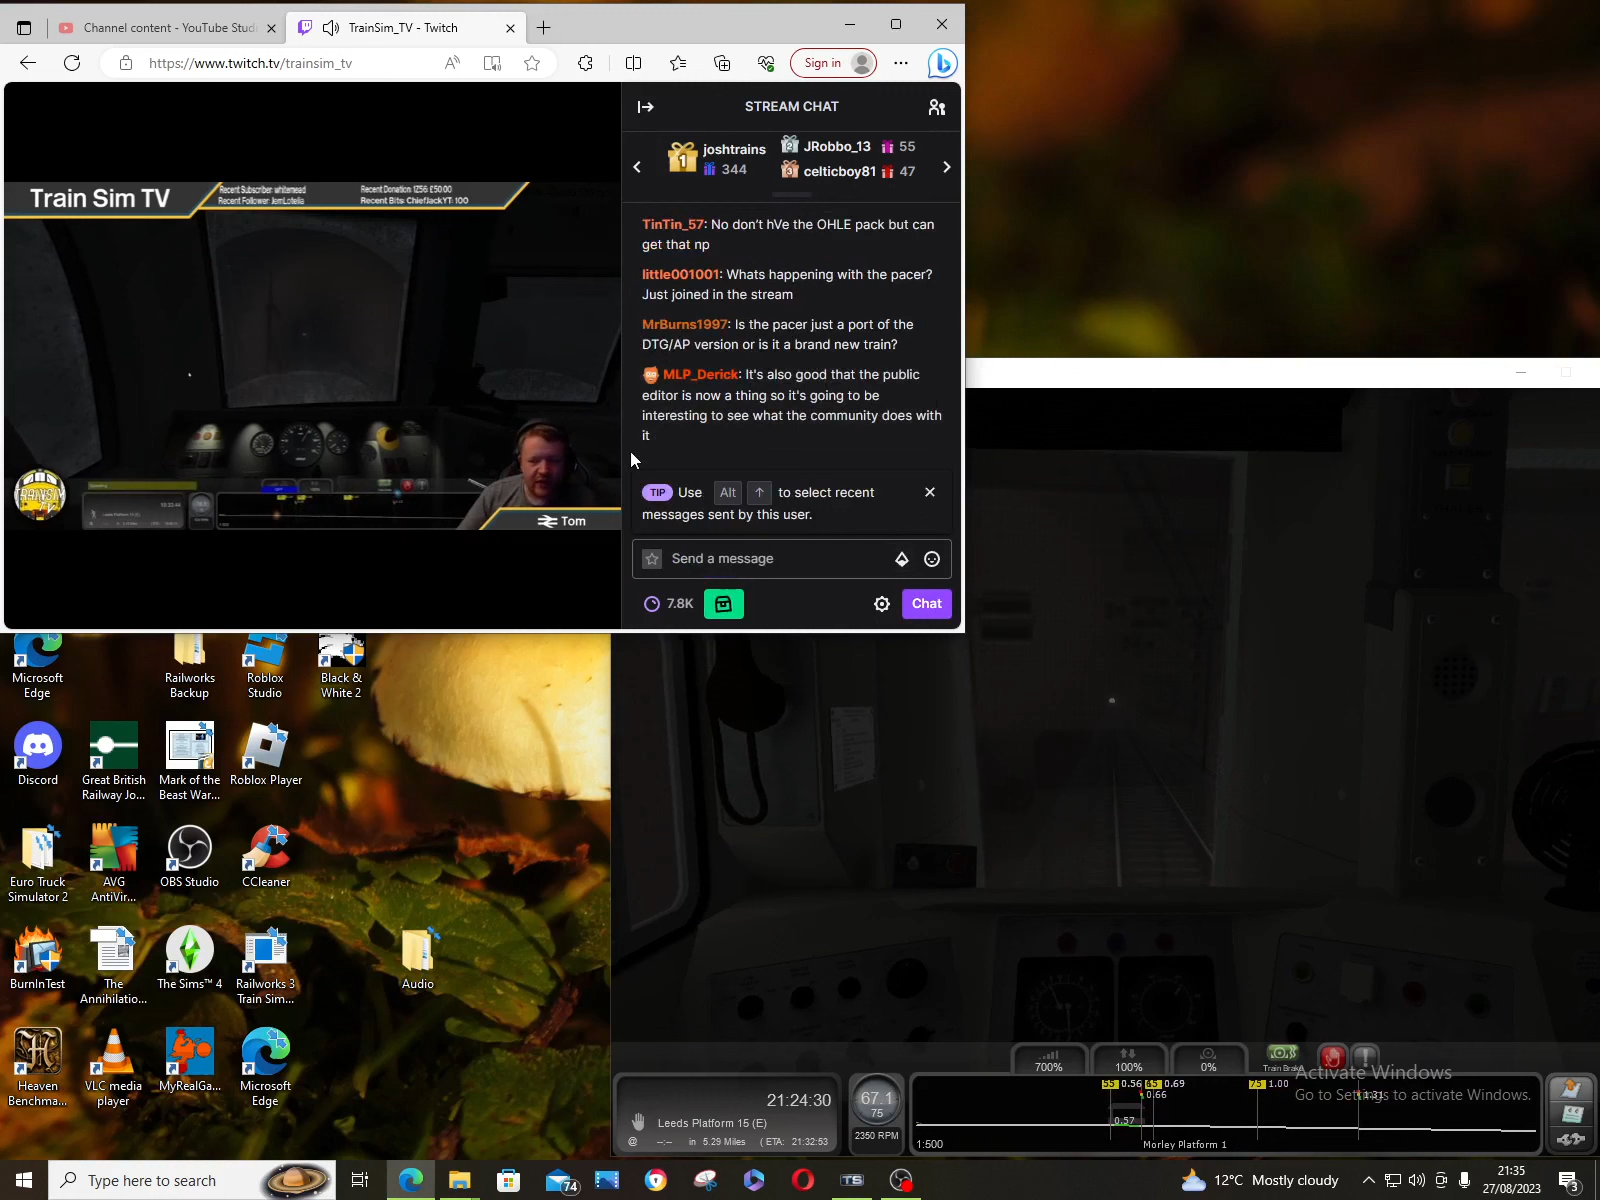 Channel content - YouTube Stud
TrainSim_TV - Twitch
https://www.twitch.tv/trainsim_tv
Sign in
Train Sim TV
Recent Subscriber: whitemead
Recent Follower: JemLotella
Recent Donation: 1Z56 £50.00
Recent Bits: ChiefJackYT: 100
Tom
STREAM CHAT
joshtrains
344
JRobbo_13 55
celticboy81 47
TinTin_57: No don't hVe the OHLE pack but can
get that np
little001001: Whats happening with the pacer?
Just joined in the stream
MrBurns1997: Is the pacer just a port of the
DTG/AP version or is it a brand new train?
MLP_Derick: It's also good that the public
editor is now a thing so it's going to be
interesting to see what the community does with
it
TIP Use Alt ↑ to select recent
messages sent by this user.
Send a message
7.8K
Chat
Microsoft
Edge
Railworks
Backup
Roblox
Studio
Black &
White 2
Discord
Great British
Railway Jo...
Mark of the
Beast War...
Roblox Player
Euro Truck
Simulator 2
AVG
AntiVir...
OBS Studio
CCleaner
BurnInTest
The
Annihilatio...
The Sims™ 4
Railworks 3
Train Sim...
Audio
Heaven
Benchma...
VLC media
player
MyRealGa...
Microsoft
Edge
700%
100%
0%
Train Brake
21:24:30
Leeds Platform 15 (E)
@ --:-- in 5.29 Miles ( ETA: 21:32:53
67.1
75
2350 RPM
55 0.56 65 0.69
0.66
75 1.00
1.31
0.57
1:500
Morley Platform 1
Activate Windows
Go to Settings to activate Windows.
Type here to search
74
TS
12°C Mostly cloudy
21:35
27/08/2023
3